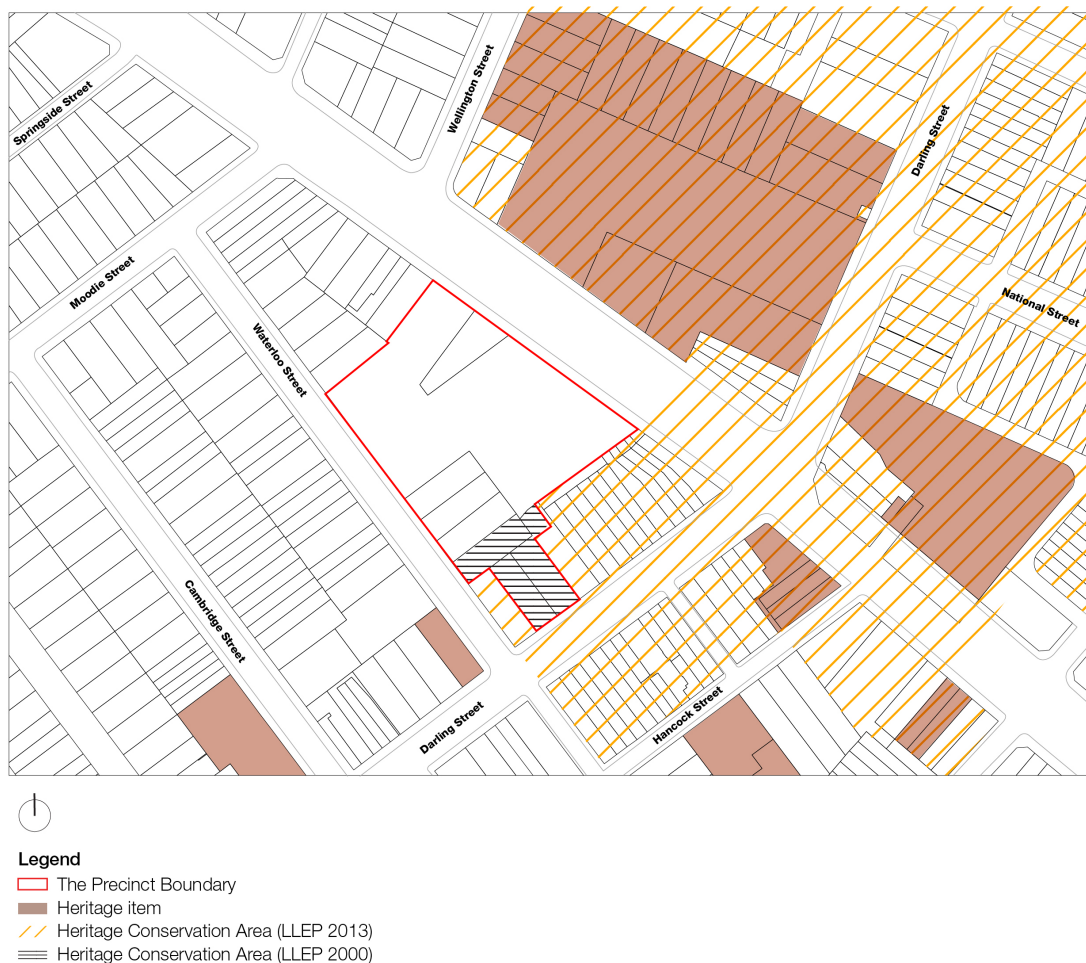 Springside Street
Wellington Street
Darling Street
Moodie Street
National Street
Waterloo Street
Cambridge Street
Hancock Street
Darling Street
Legend
The Precinct Boundary
Heritage item
Heritage Conservation Area (LLEP 2013)
Heritage Conservation Area (LLEP 2000)